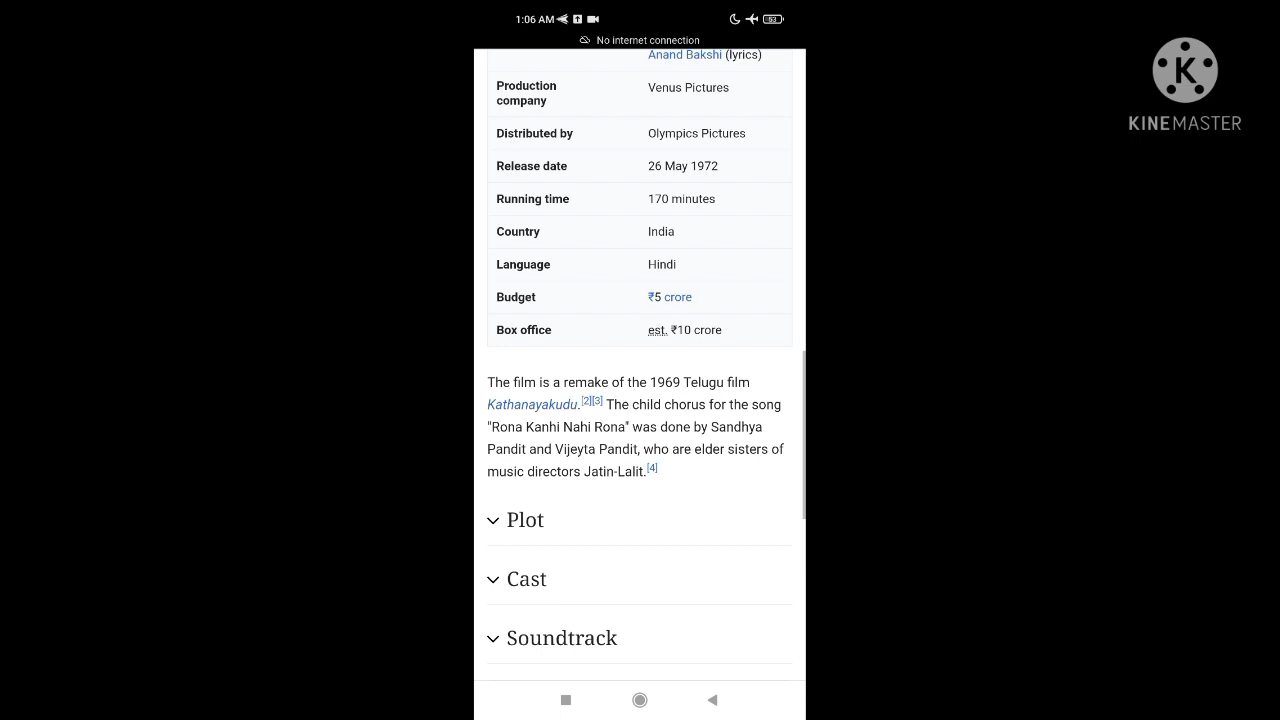 1:06 AM
53
No internet connection
Anand Bakshi (lyrics)
Production company
Venus Pictures
Distributed by
Olympics Pictures
Release date
26 May 1972
Running time
170 minutes
Country
India
Language
Hindi
Budget
₹5 crore
Box office
est. ₹10 crore
The film is a remake of the 1969 Telugu film
Kathanayakudu.[2][3] The child chorus for the song
"Rona Kanhi Nahi Rona" was done by Sandhya
Pandit and Vijeyta Pandit, who are elder sisters of
music directors Jatin-Lalit.[4]
Plot
Cast
Soundtrack
K
KINEMASTER